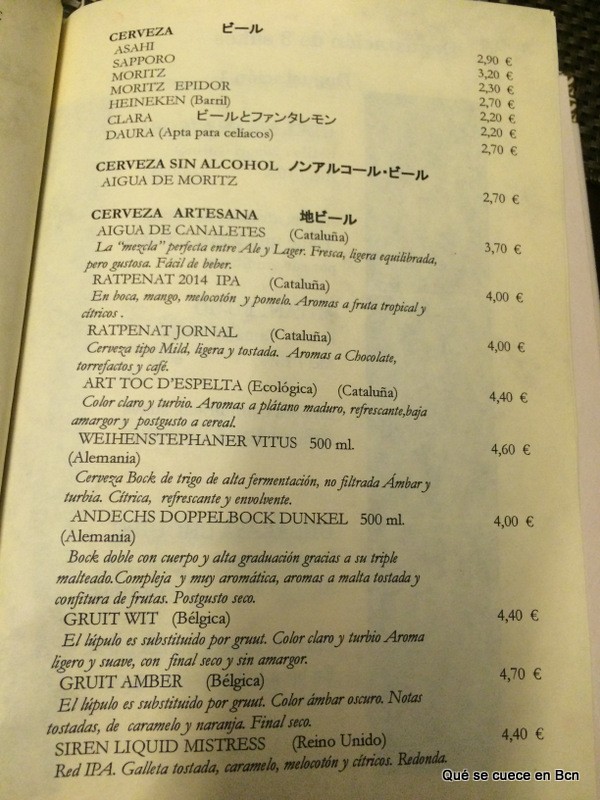 CERVEZA ビール
ASAHI 2,90 €
SAPPORO 3,20 €
MORITZ 2,30 €
MORITZ EPIDOR 2,70 €
HEINEKEN (Barril) 2,20 €
CLARA ビールとファンタレモン 2,20 €
DAURA (Apta para celíacos) 2,70 €
CERVEZA SIN ALCOHOL ノンアルコール・ビール
AIGUA DE MORITZ 2,70 €
CERVEZA ARTESANA 地ビール
AIGUA DE CANALETES (Cataluña) 3,70 €
La "mezcla" perfecta entre Ale y Lager. Fresca, ligera equilibrada,
pero gustosa. Fácil de beber.
RATPENAT 2014 IPA (Cataluña) 4,00 €
En boca, mango, melocotón y pomelo. Aromas a fruta tropical y
cítricos .
RATPENAT JORNAL (Cataluña) 4,00 €
Cerveza tipo Mild, ligera y tostada. Aromas a Chocolate,
torrefactos y café.
ART TOC D'ESPELTA (Ecológica) (Cataluña) 4,40 €
Color claro y turbio. Aromas a plátano maduro, refrescante,baja
amargor y postgusto a cereal.
WEIHENSTEPHANER VITUS 500 ml. 4,60 €
(Alemania)
Cerveza Bock de trigo de alta fermentación, no filtrada Ámbar y
turbia. Cítrica, refrescante y envolvente.
ANDECHS DOPPELBOCK DUNKEL 500 ml. 4,00 €
(Alemania)
Bock doble con cuerpo y alta graduación gracias a su triple
malteado.Compleja y muy aromática, aromas a malta tostada y
confitura de frutas. Postgusto seco.
GRUIT WIT (Bélgica) 4,40 €
El lúpulo es substituido por gruut. Color claro y turbio Aroma
ligero y suave, con final seco y sin amargor.
GRUIT AMBER (Bélgica) 4,70 €
El lúpulo es substituido por gruut. Color ámbar oscuro. Notas
tostadas, de caramelo y naranja. Final seco.
SIREN LIQUID MISTRESS (Reino Unido) 4,40 €
Red IPA. Galleta tostada, caramelo, melocotón y cítricos. Redonda.
Qué se cuece en Bcn